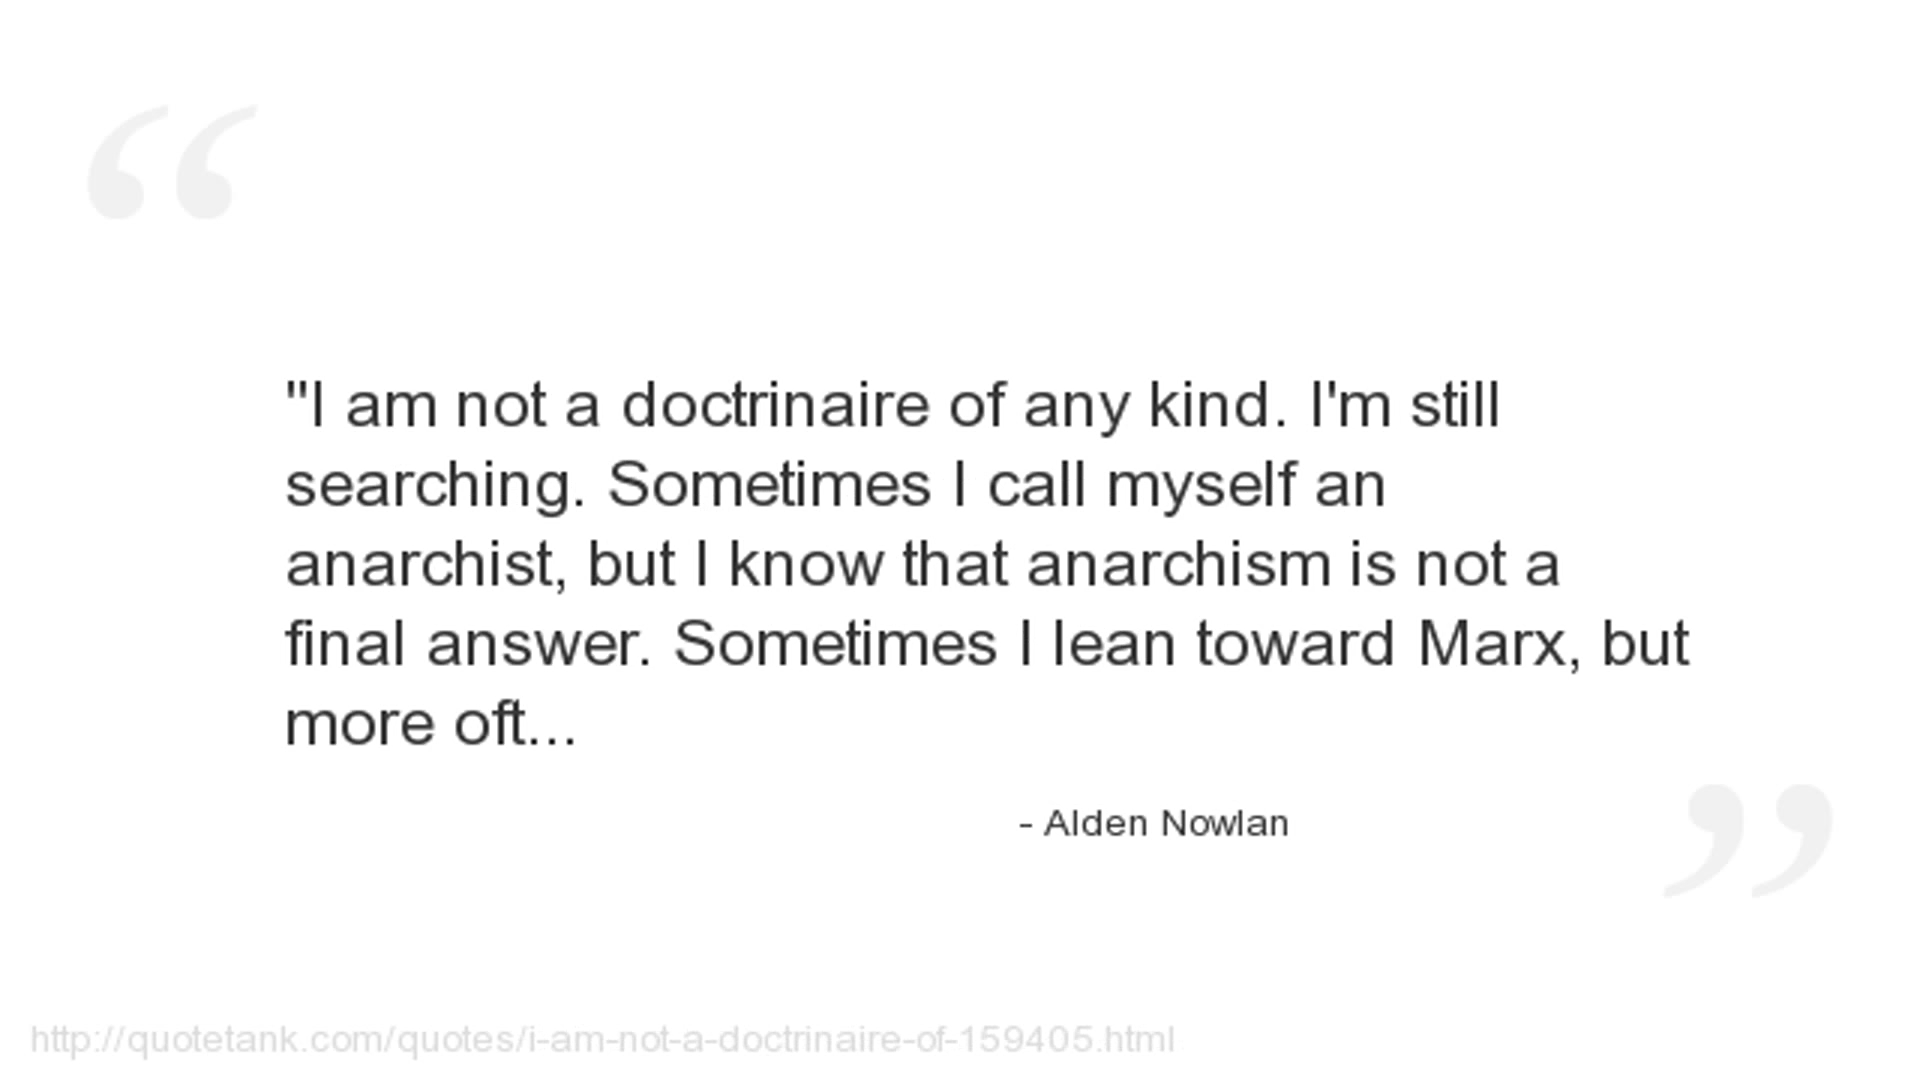 "I am not a doctrinaire of any kind. I'm still
searching. Sometimes I call myself an
anarchist, but I know that anarchism is not a
final answer. Sometimes I lean toward Marx, but
more oft...
- Alden Nowlan
http://quotetank.com/quotes/i-am-not-a-doctrinaire-of-159405.html